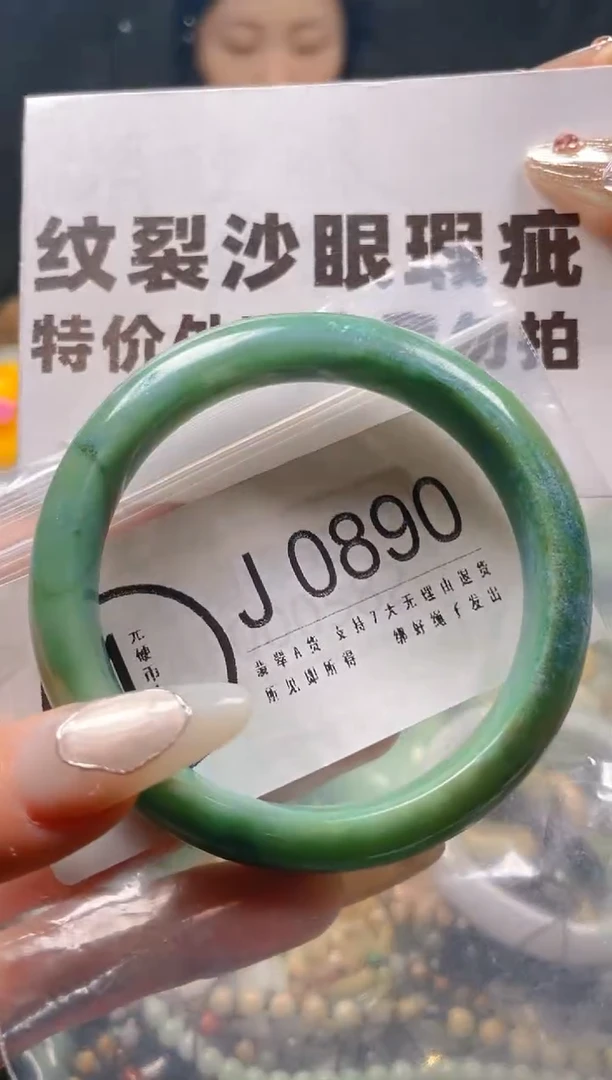 纹裂沙眼瑕疵
特价 勿拍
J 0890
翡翠A货 支持7天无理由退货
所见即所得 绑好绳子发出